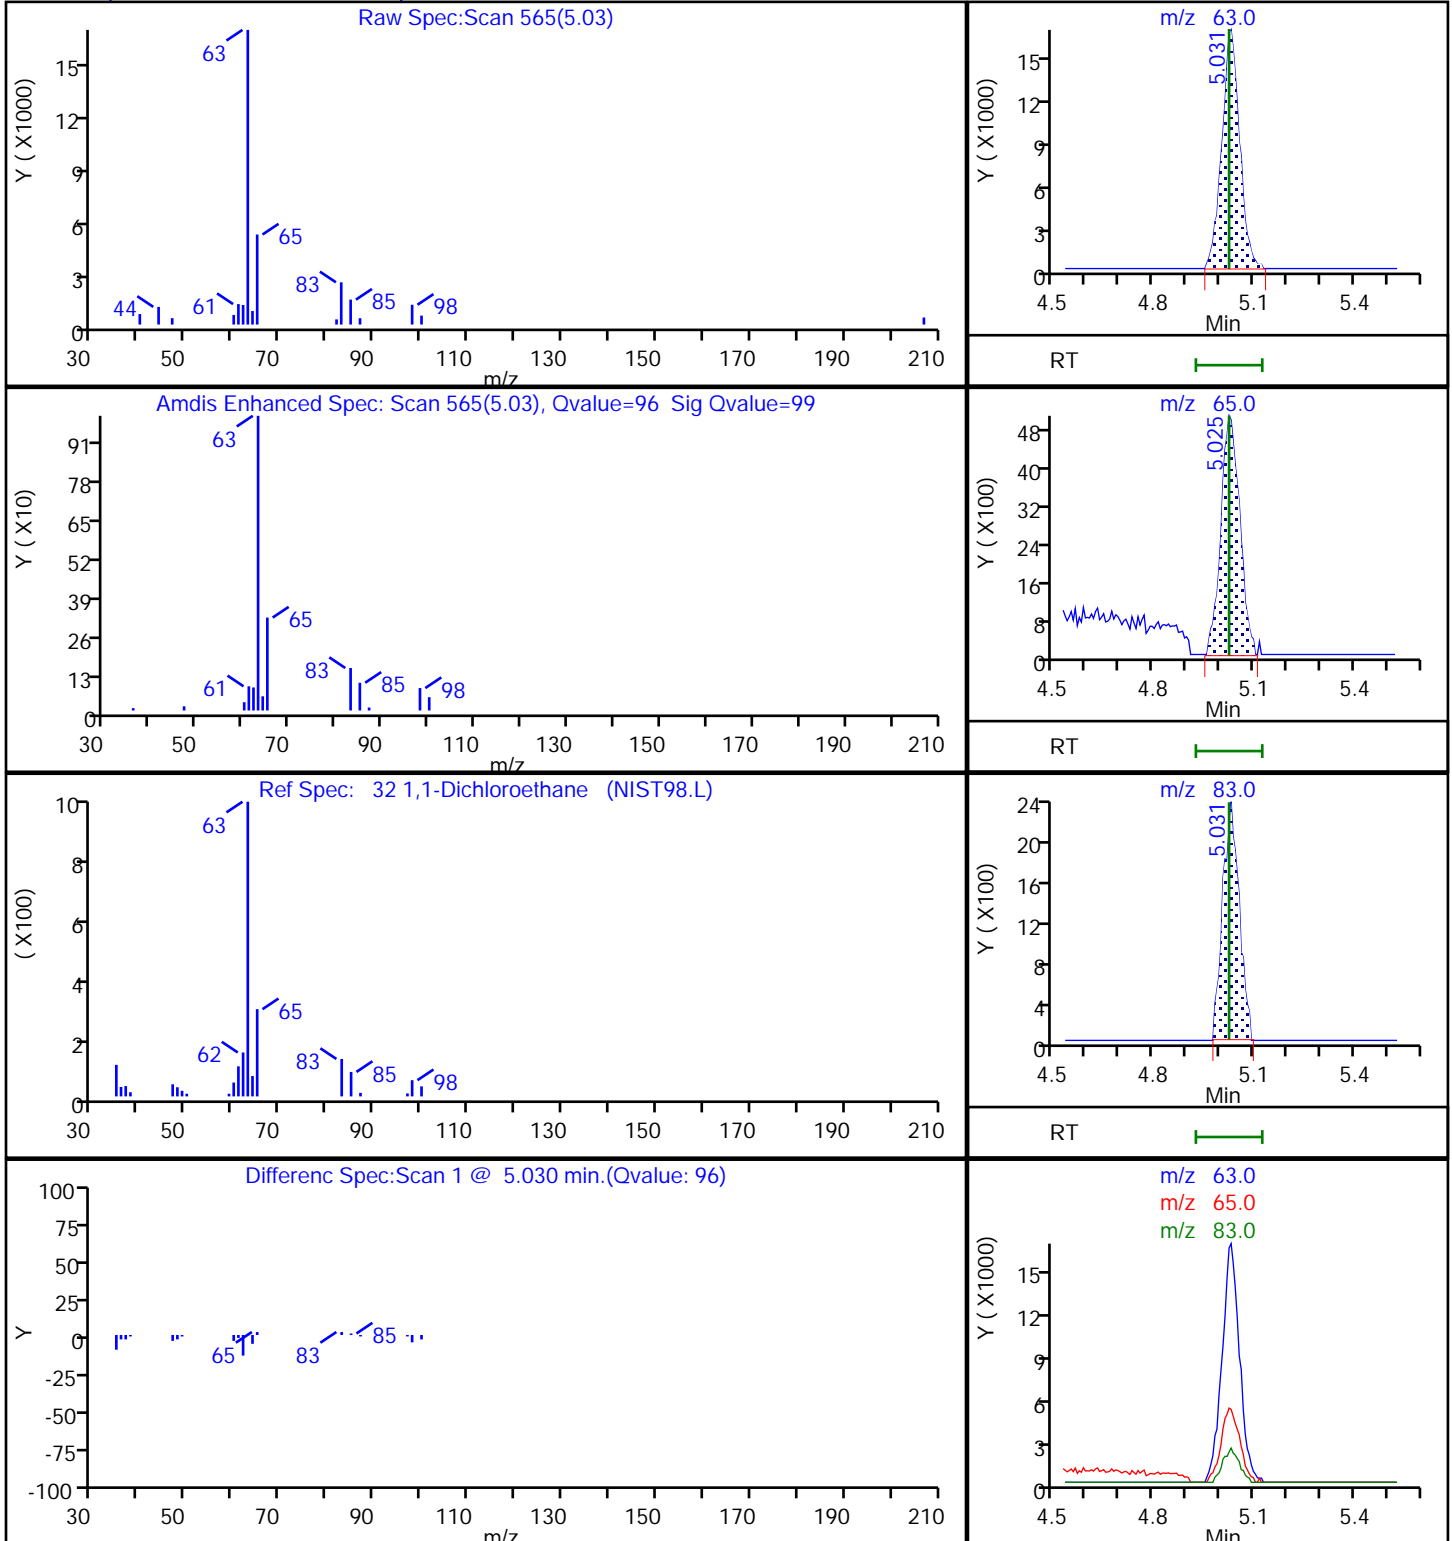 Raw Spec:Scan 565(5.03)
Y ( X1000)
15
12
9
6
3
0
63
65
83
85
98
61
44
30 50 70 90 110 130 150 170 190 210
m/z
m/z 63.0
Y ( X1000)
15
12
9
6
3
0
5.031
4.5 4.8 5.1 5.4
Min
RT
Amdis Enhanced Spec: Scan 565(5.03), Qvalue=96 Sig Qvalue=99
Y ( X10)
91
78
65
52
39
26
13
0
63
65
83
85
98
61
30 50 70 90 110 130 150 170 190 210
m/z
m/z 65.0
Y ( X100)
48
40
32
24
16
8
0
5.025
4.5 4.8 5.1 5.4
Min
RT
Ref Spec: 32 1,1-Dichloroethane (NIST98.L)
( X100)
10
8
6
4
2
0
63
65
62
83
85
98
30 50 70 90 110 130 150 170 190 210
m/z 83.0
Y ( X100)
24
20
16
12
8
4
0
5.031
4.5 4.8 5.1 5.4
Min
RT
Differenc Spec:Scan 1 @ 5.030 min.(Qvalue: 96)
Y
100
75
50
25
0
-25
-50
-75
-100
65
83
85
30 50 70 90 110 130 150 170 190 210
m/z
m/z 63.0
m/z 65.0
m/z 83.0
Y ( X1000)
15
12
9
6
3
0
4.5 4.8 5.1 5.4
Min